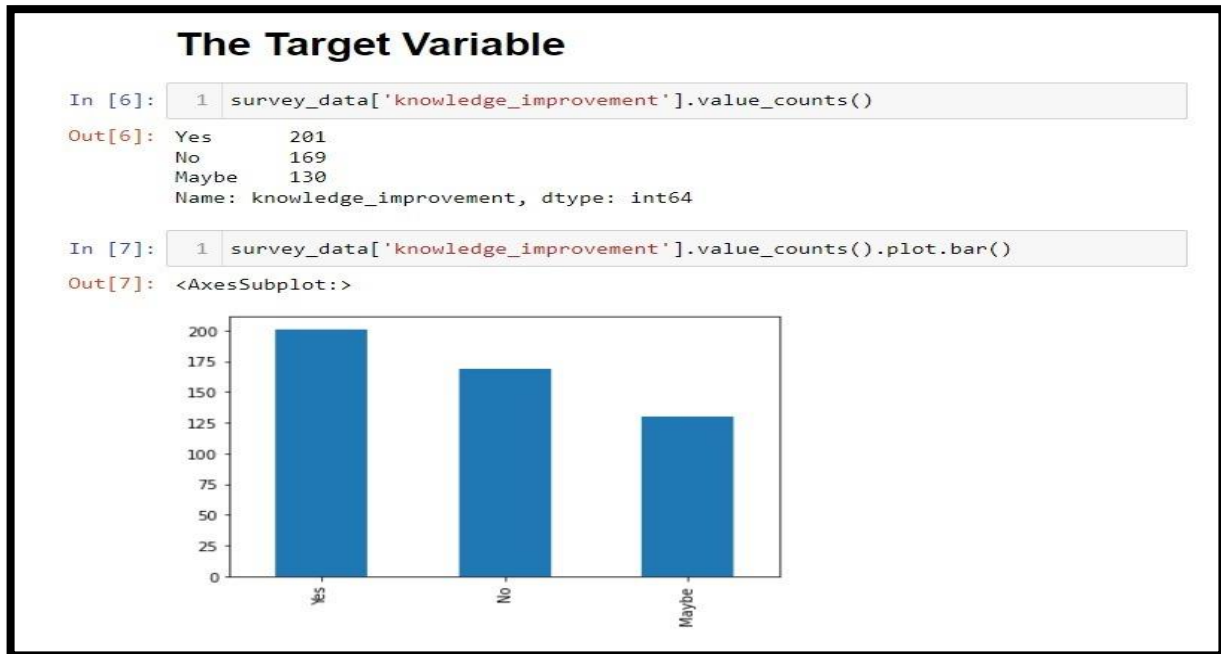 The Target Variable
In [6]: 1 survey_data['knowledge_improvement'].value_counts()
Out[6]: Yes 201
No 169
Maybe 130
Name: knowledge_improvement, dtype: int64
In [7]: 1 survey_data['knowledge_improvement'].value_counts().plot.bar()
Out[7]: <AxesSubplot:>
200
175
150
125
100
75
50
25
0
Yes No Maybe